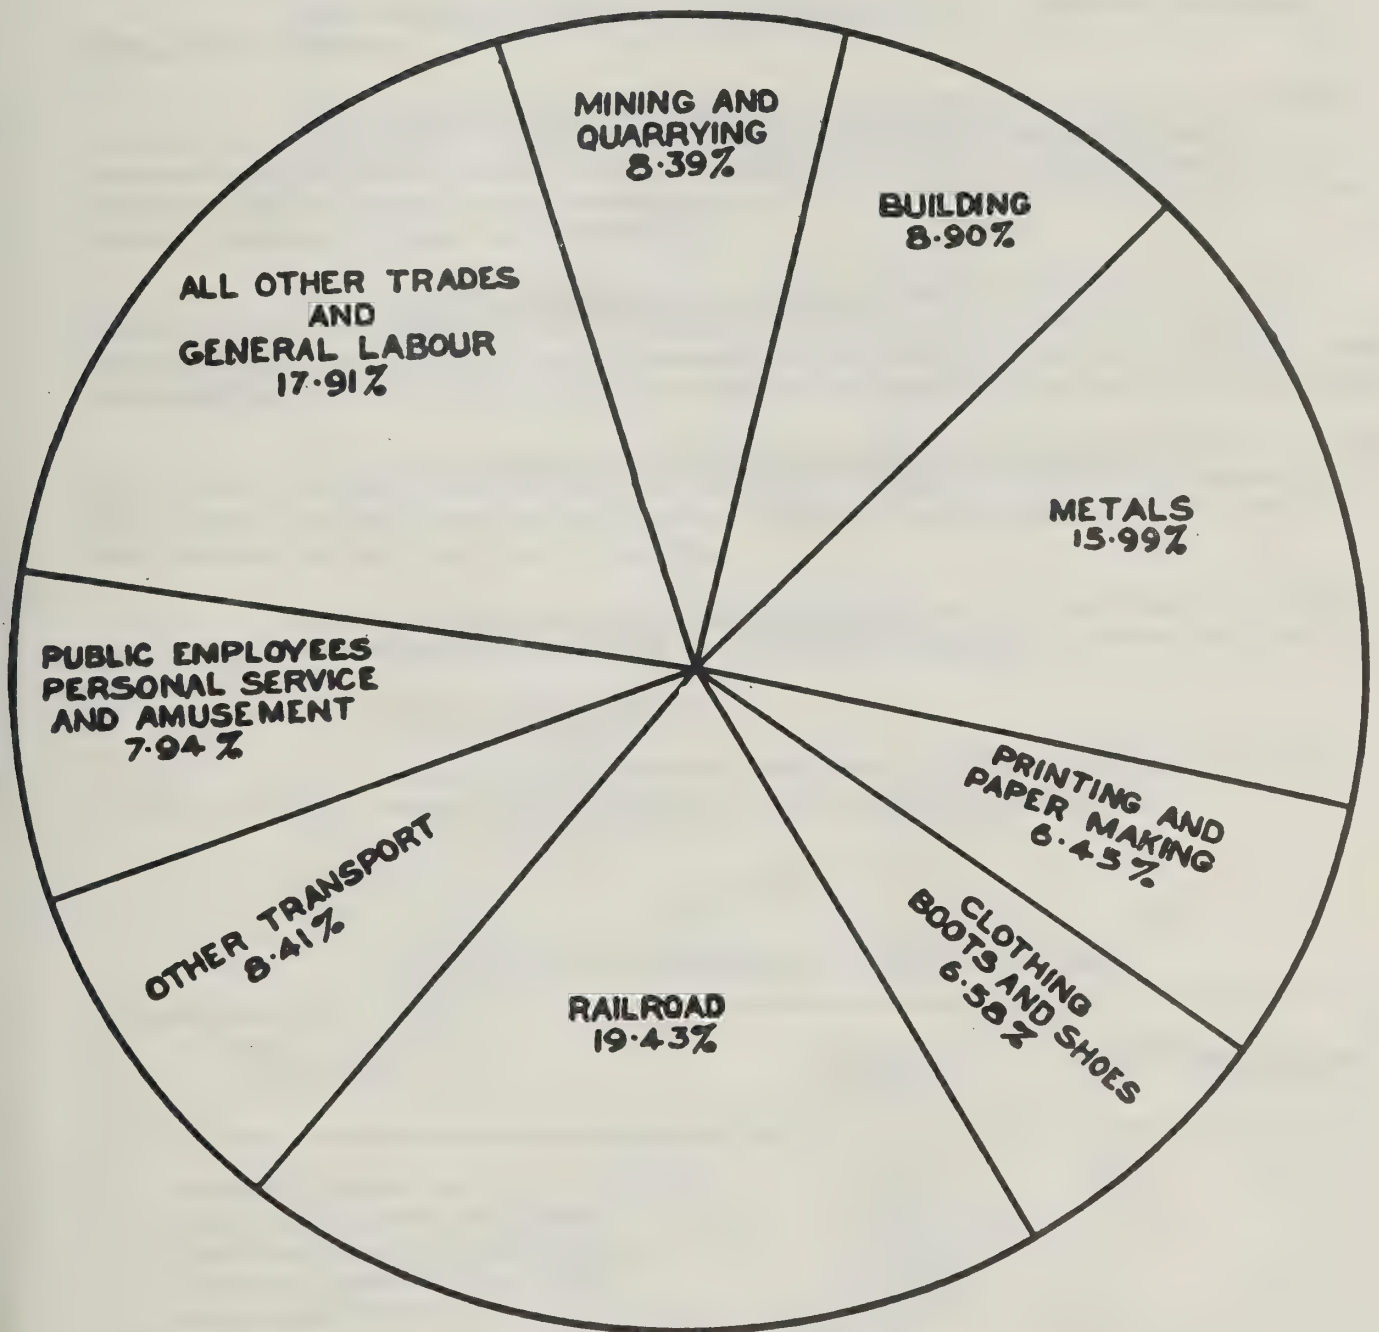 MINING AND
QUARRYING
8·39%
BUILDING
8·90%
METALS
15·99%
PRINTING AND
PAPER MAKING
6·45%
CLOTHING
BOOTS AND SHOES
6·58%
RAILROAD
19·43%
OTHER TRANSPORT
8·41%
PUBLIC EMPLOYEES
PERSONAL SERVICE
AND AMUSEMENT
7·94%
ALL OTHER TRADES
AND
GENERAL LABOUR
17·91%